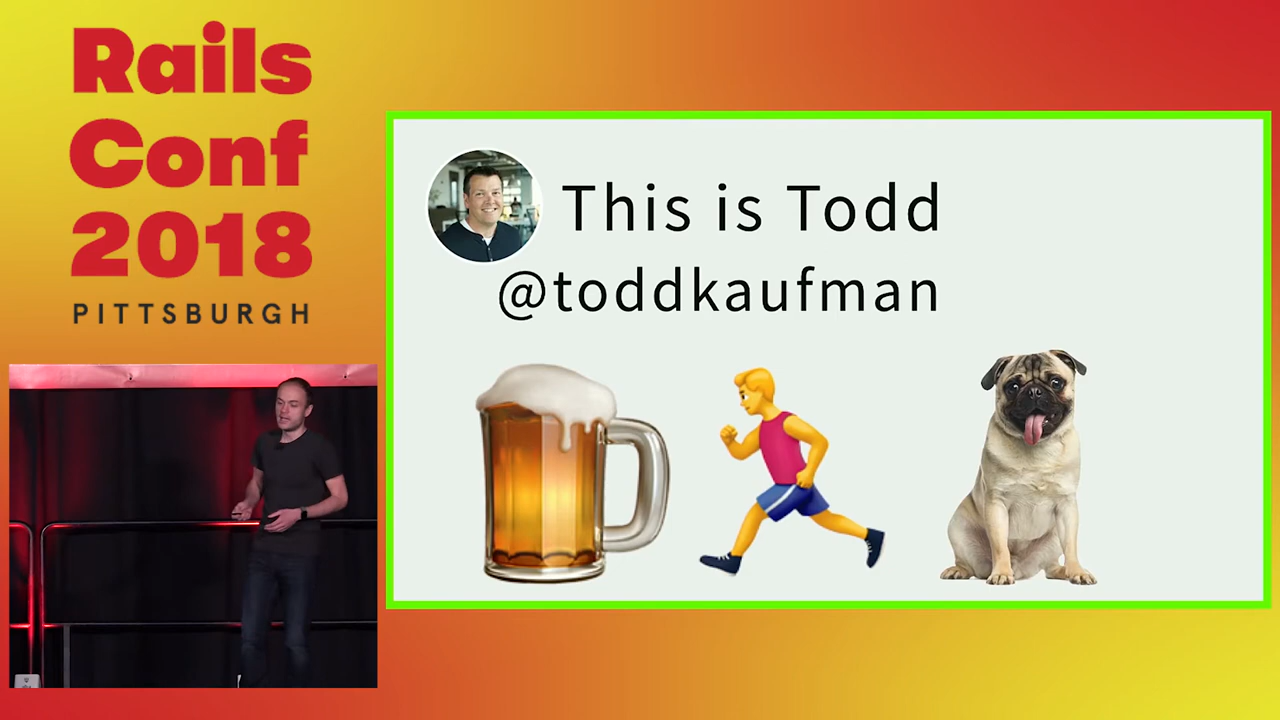 Rails
Conf
2018
PITTSBURGH
This is Todd
@toddkaufman